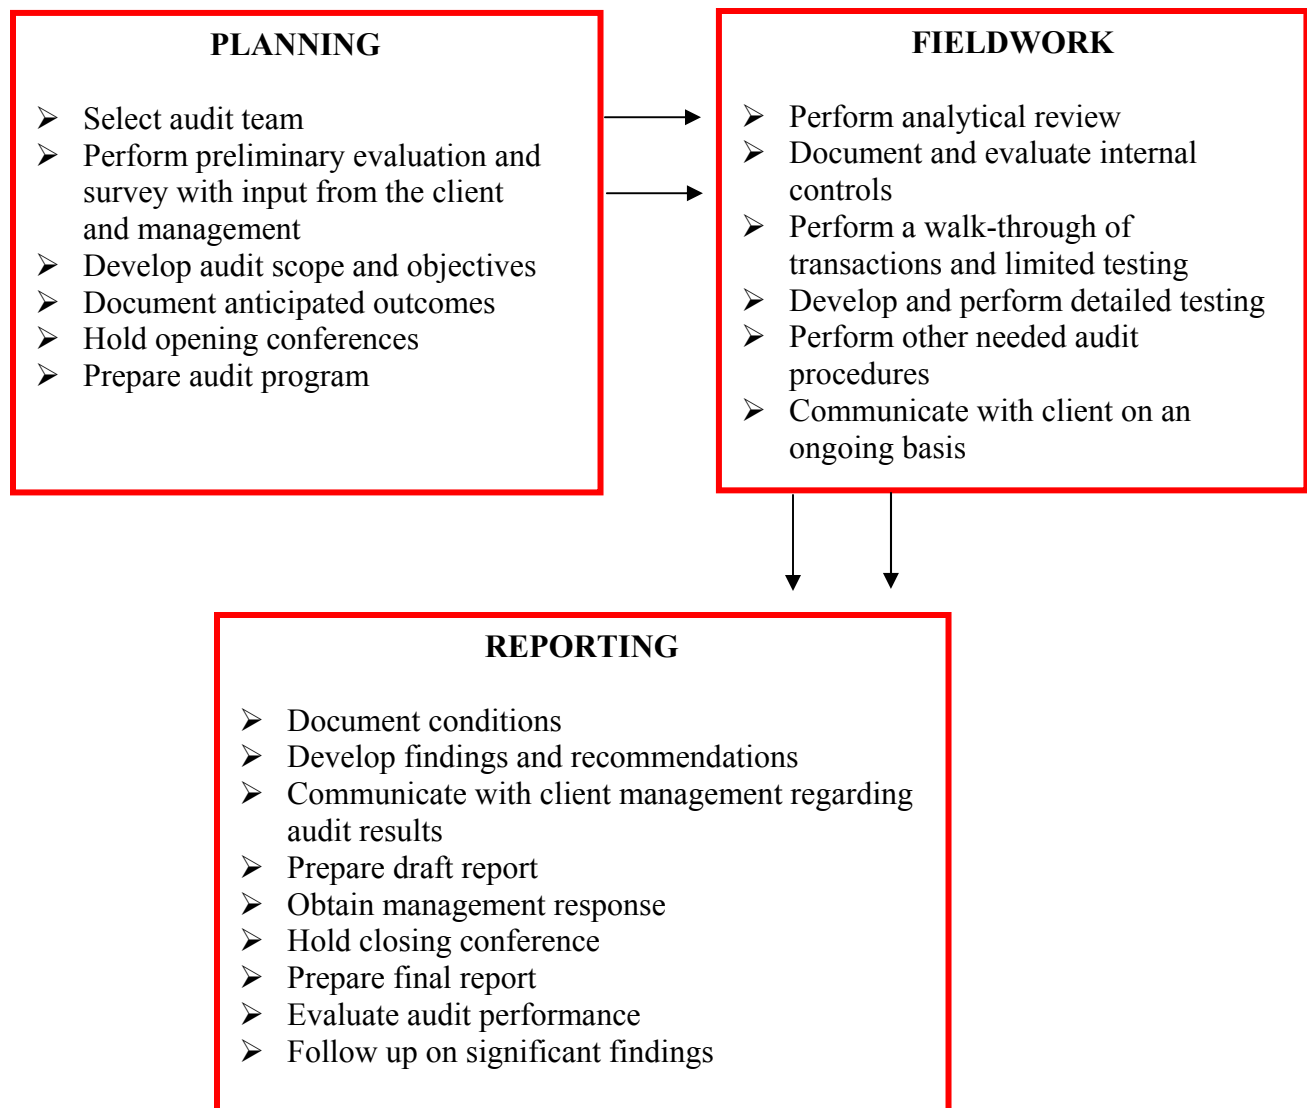 PLANNING
➢ Select audit team
➢ Perform preliminary evaluation and
survey with input from the client
and management
➢ Develop audit scope and objectives
➢ Document anticipated outcomes
➢ Hold opening conferences
➢ Prepare audit program
FIELDWORK
➢ Perform analytical review
➢ Document and evaluate internal
controls
➢ Perform a walk-through of
transactions and limited testing
➢ Develop and perform detailed testing
➢ Perform other needed audit
procedures
➢ Communicate with client on an
ongoing basis
REPORTING
➢ Document conditions
➢ Develop findings and recommendations
➢ Communicate with client management regarding
audit results
➢ Prepare draft report
➢ Obtain management response
➢ Hold closing conference
➢ Prepare final report
➢ Evaluate audit performance
➢ Follow up on significant findings